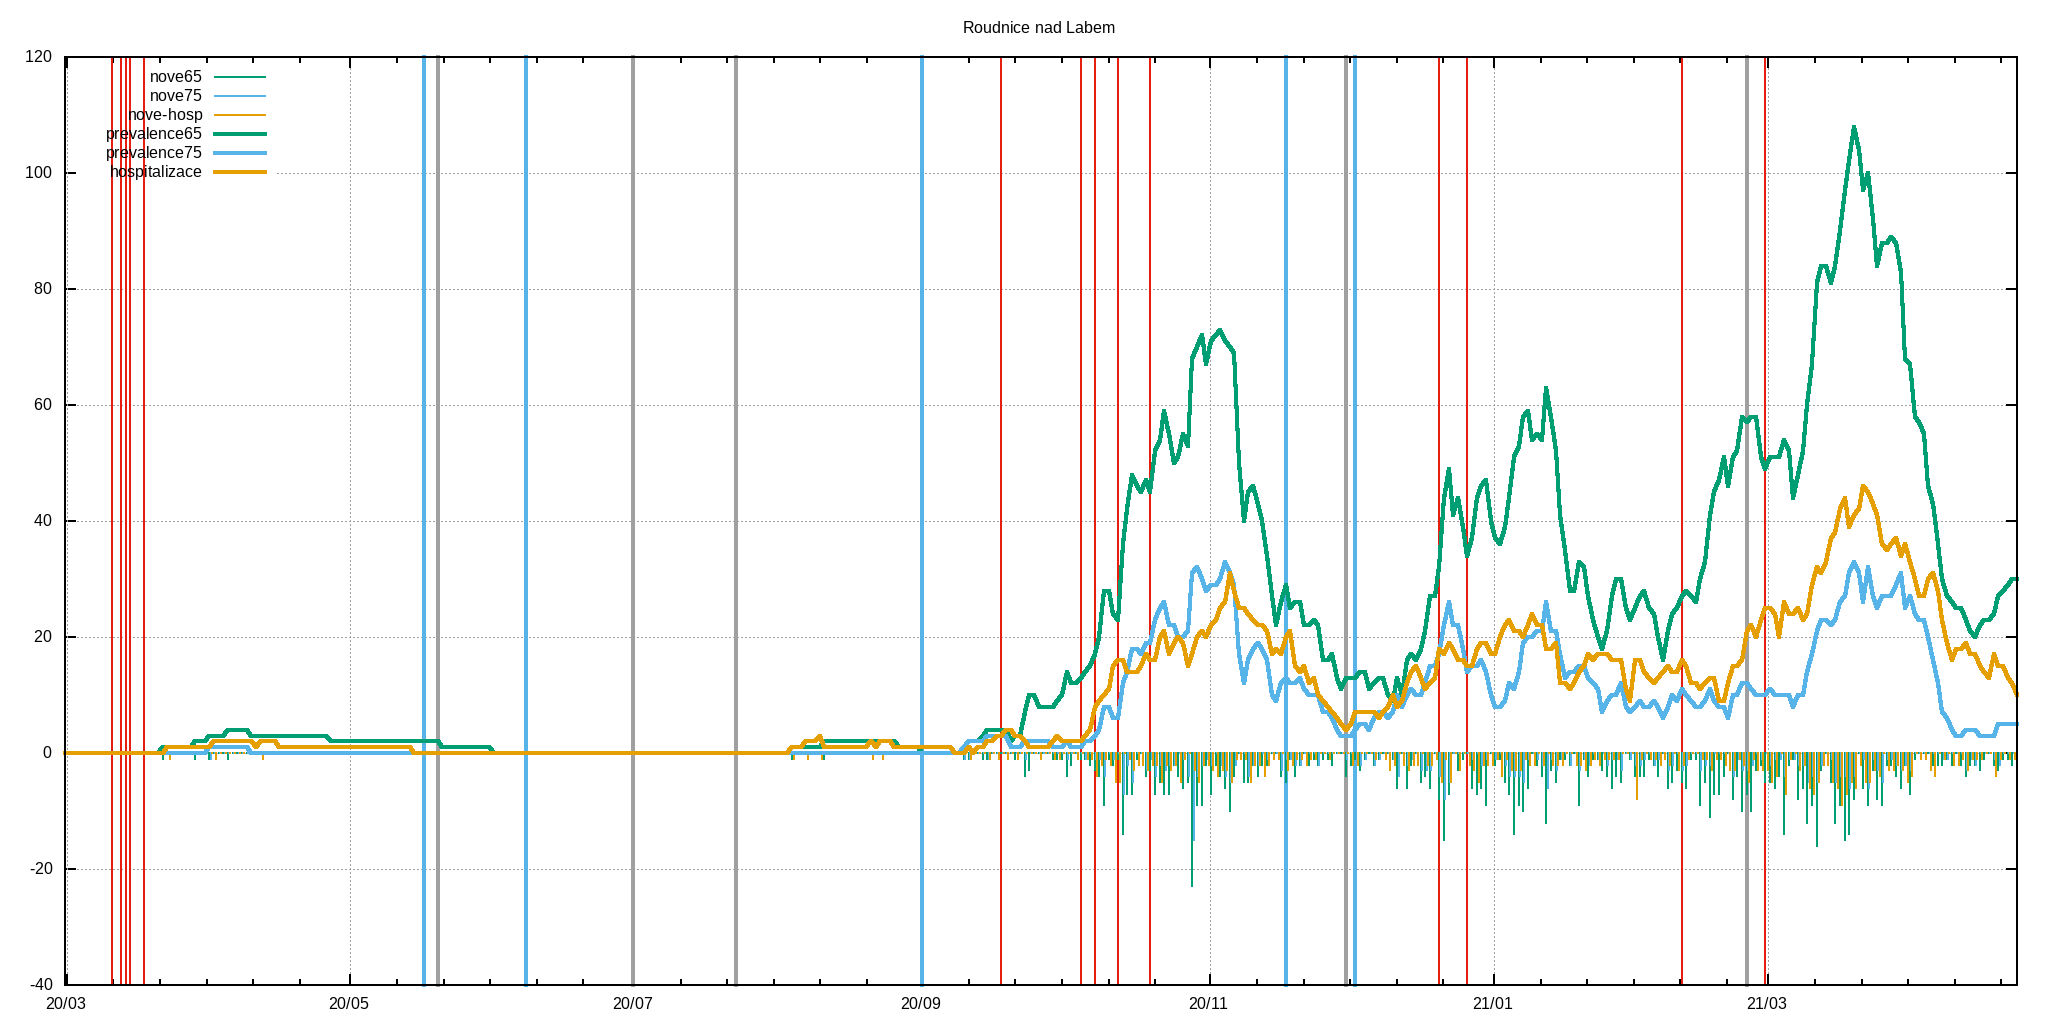 Roudnice nad Labem
120
100
80
60
40
20
0
-20
-40
nove65
nove75
nove-hosp
prevalence65
prevalence75
hospitalizace
20/03 20/05 20/07 20/09 20/11 21/01 21/03